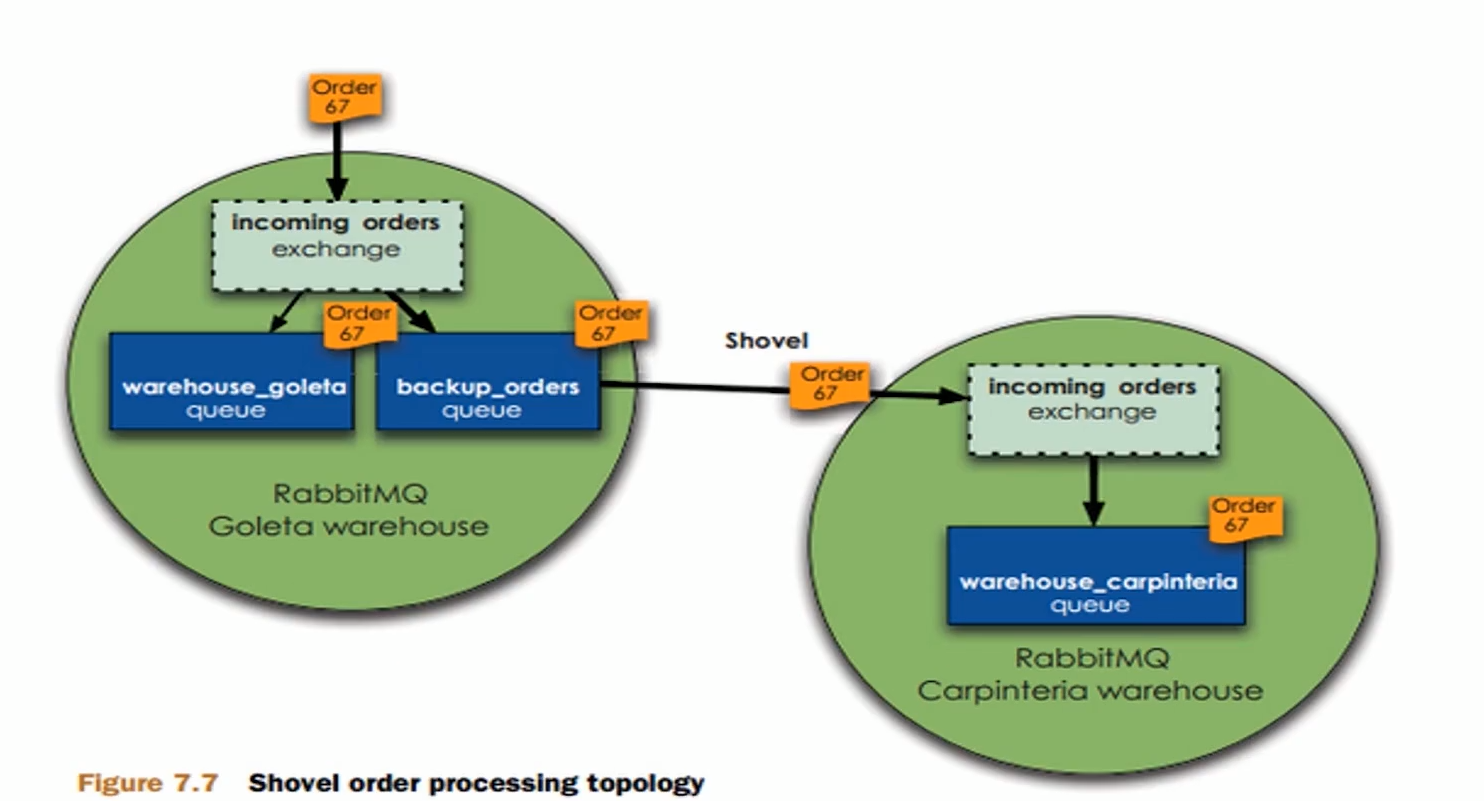 Order
67
incoming orders
exchange
Order
67
Order
67
warehouse_goleta
queue
backup_orders
queue
RabbitMQ
Goleta warehouse
Shovel
Order
67
incoming orders
exchange
Order
67
warehouse_carpinteria
queue
RabbitMQ
Carpinteria warehouse
Figure 7.7 Shovel order processing topology